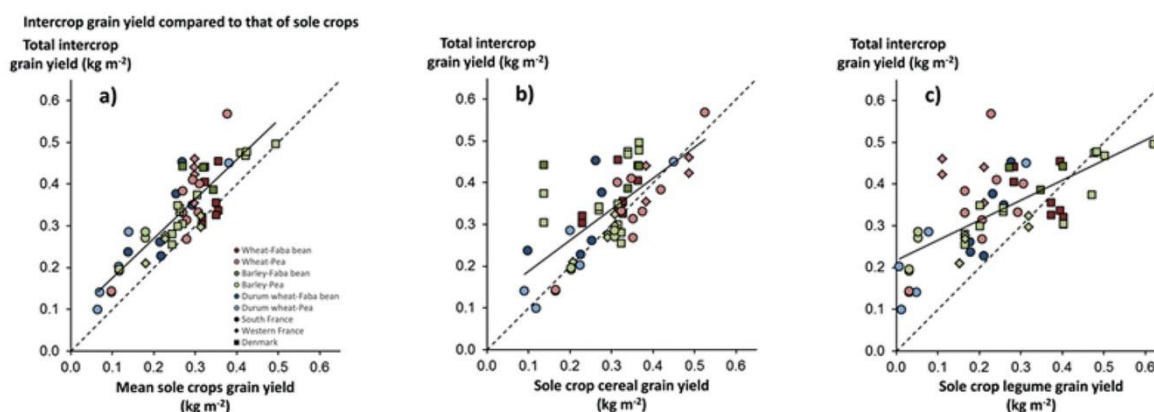 Intercrop grain yield compared to that of sole crops
Total intercrop
grain yield (kg m⁻²)
a)
0.6
0.5
0.4
0.3
0.2
0.1
0.0
0.0 0.1 0.2 0.3 0.4 0.5 0.6
Mean sole crops grain yield
(kg m⁻²)
Wheat-Faba bean
Wheat-Pea
Barley-Faba bean
Barley-Pea
Durum wheat-Faba bean
Durum wheat-Pea
South France
Western France
Denmark
Total intercrop
grain yield (kg m⁻²)
b)
0.6
0.5
0.4
0.3
0.2
0.1
0.0
0.0 0.1 0.2 0.3 0.4 0.5 0.6
Sole crop cereal grain yield
(kg m⁻²)
Total intercrop
grain yield (kg m⁻²)
c)
0.6
0.5
0.4
0.3
0.2
0.1
0.0
0.0 0.1 0.2 0.3 0.4 0.5 0.6
Sole crop legume grain yield
(kg m⁻²)